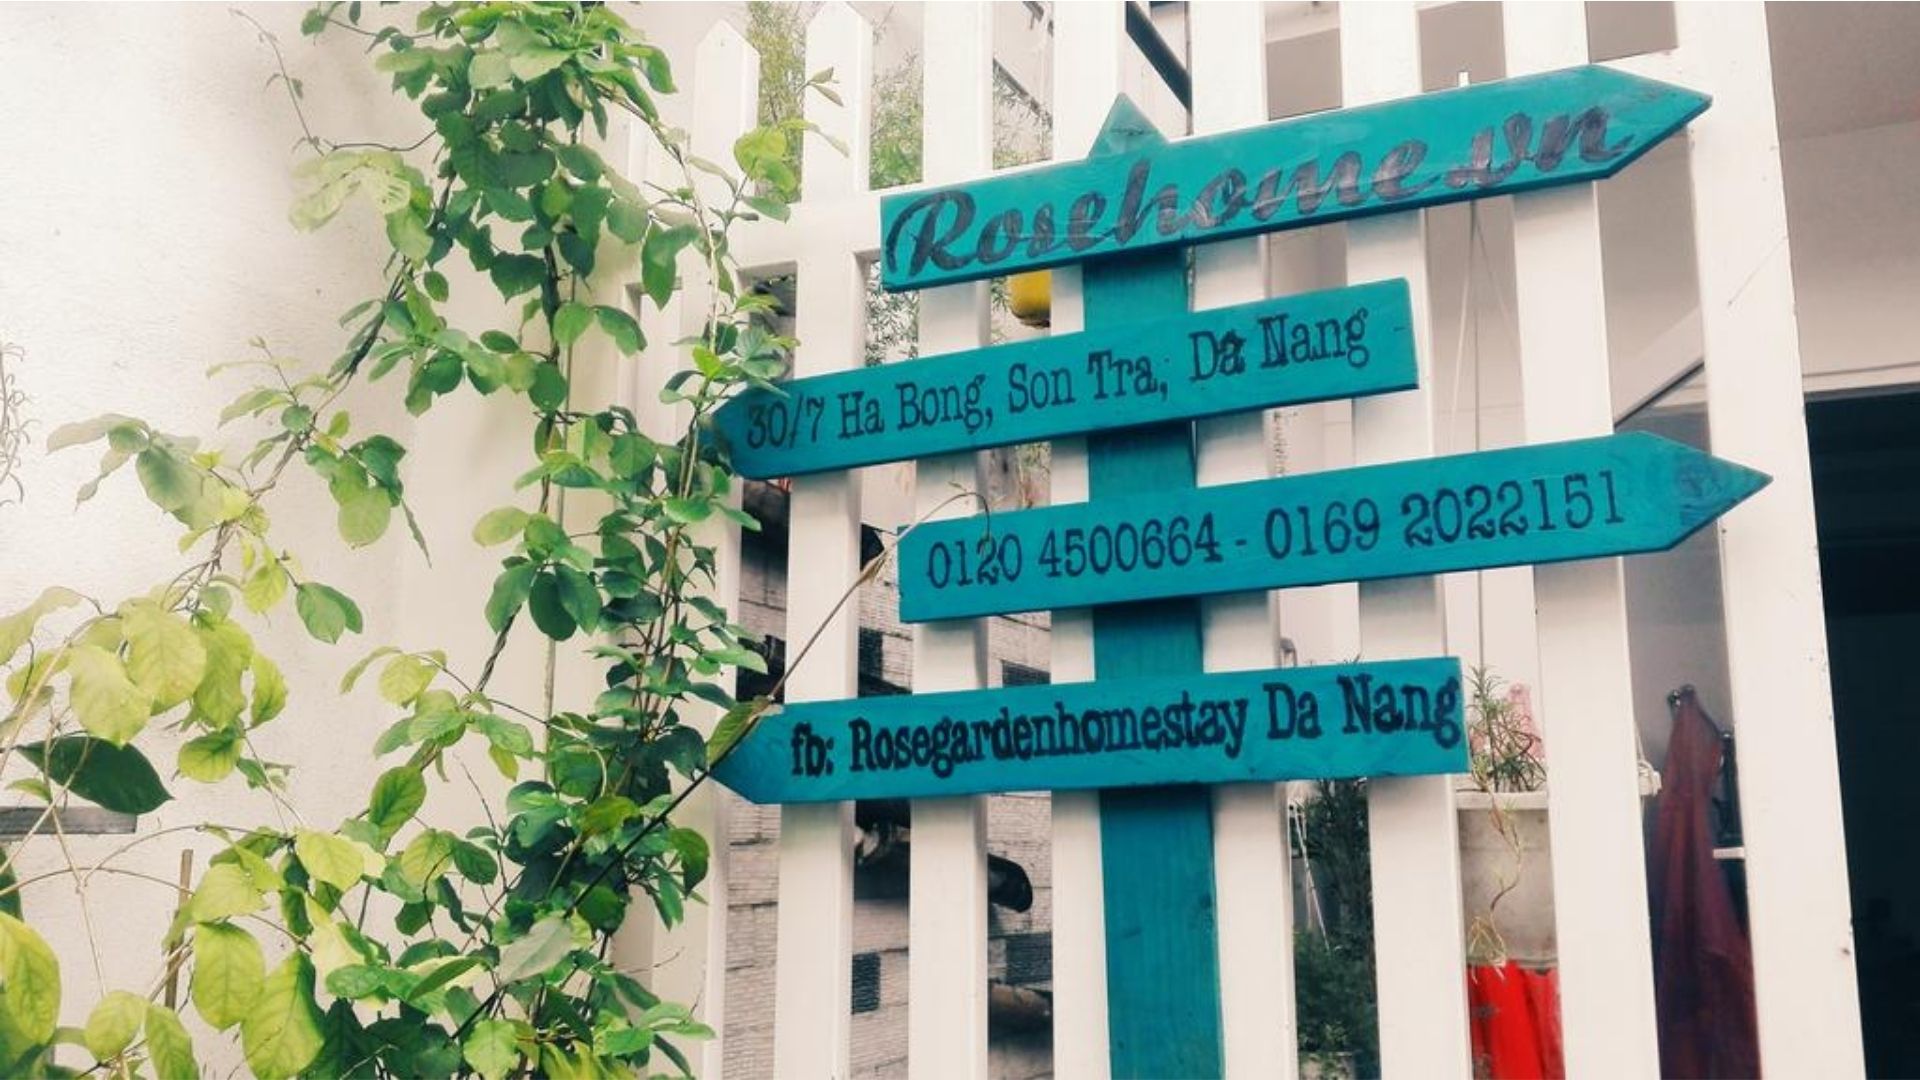 Rosehome.vn
30/7 Ha Bong, Son Tra, Da Nang
0120 4500664 - 0169 2022151
fb: Rosegardenhomestay Da Nang